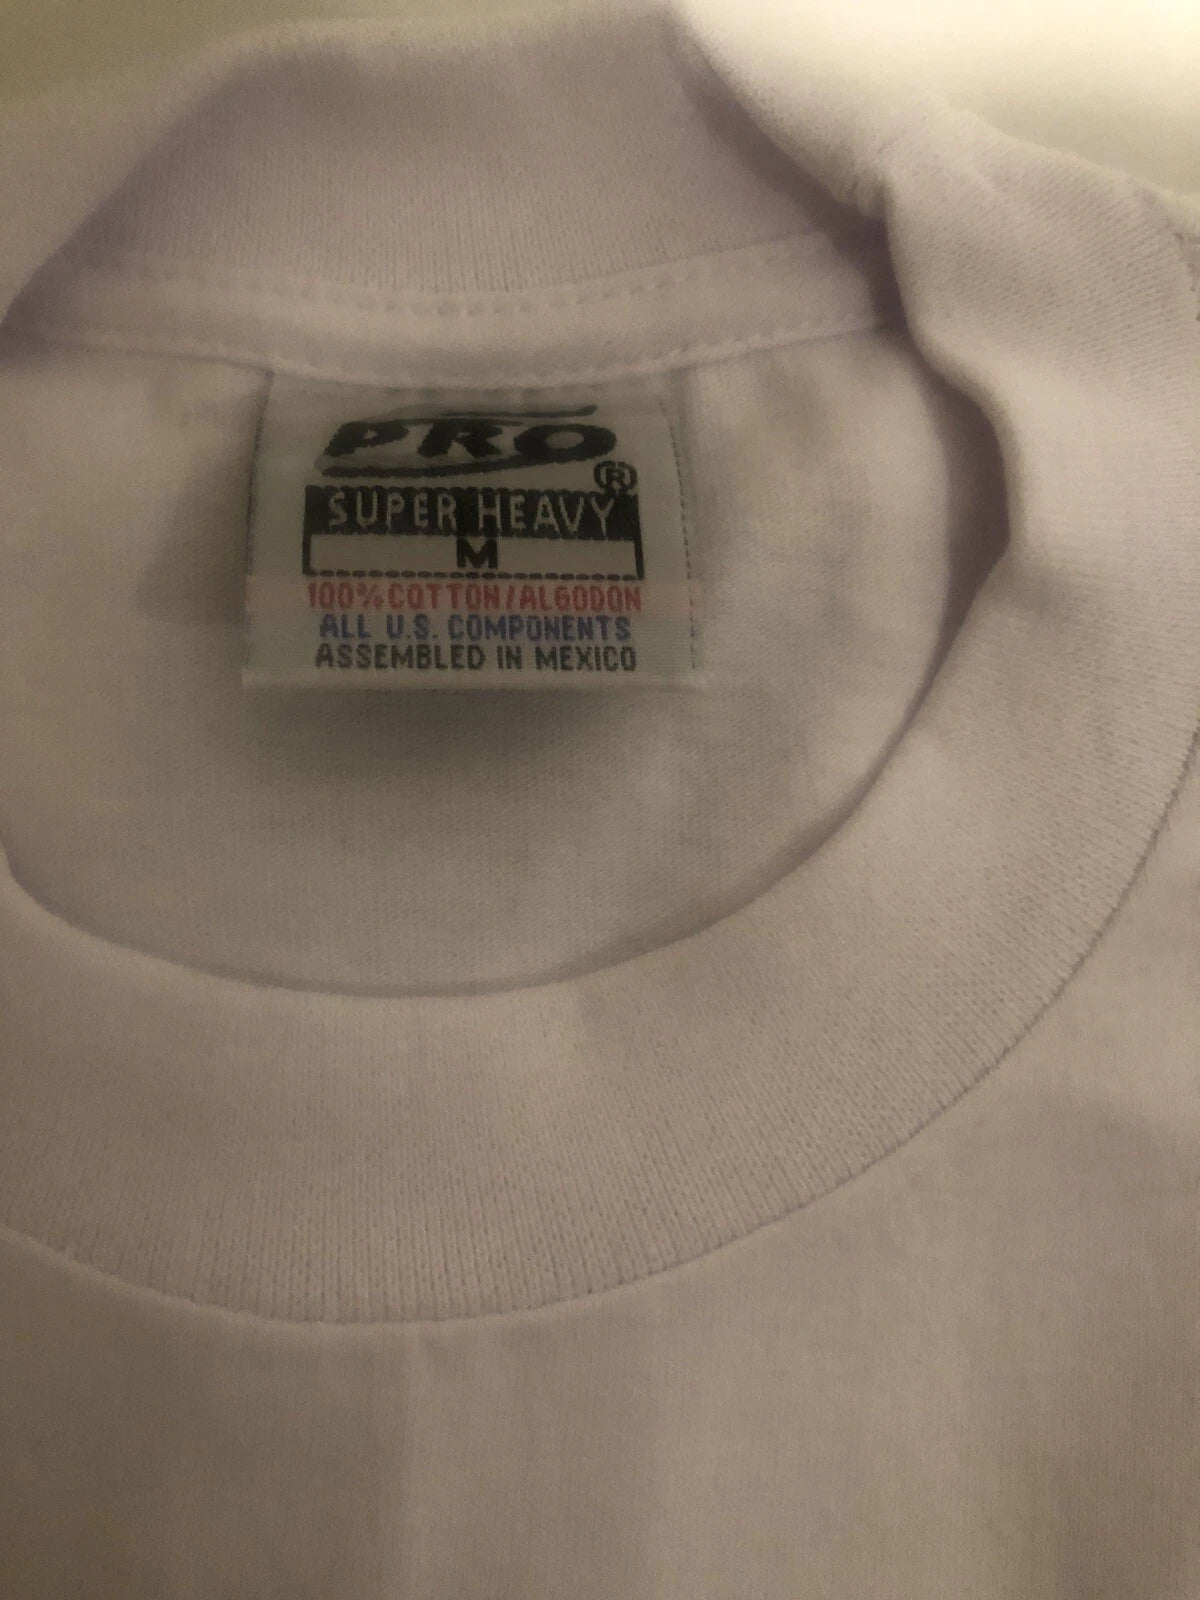 PRO®
SUPER HEAVY
M
100% COTTON/ALGODON
ALL U.S. COMPONENTS
ASSEMBLED IN MEXICO